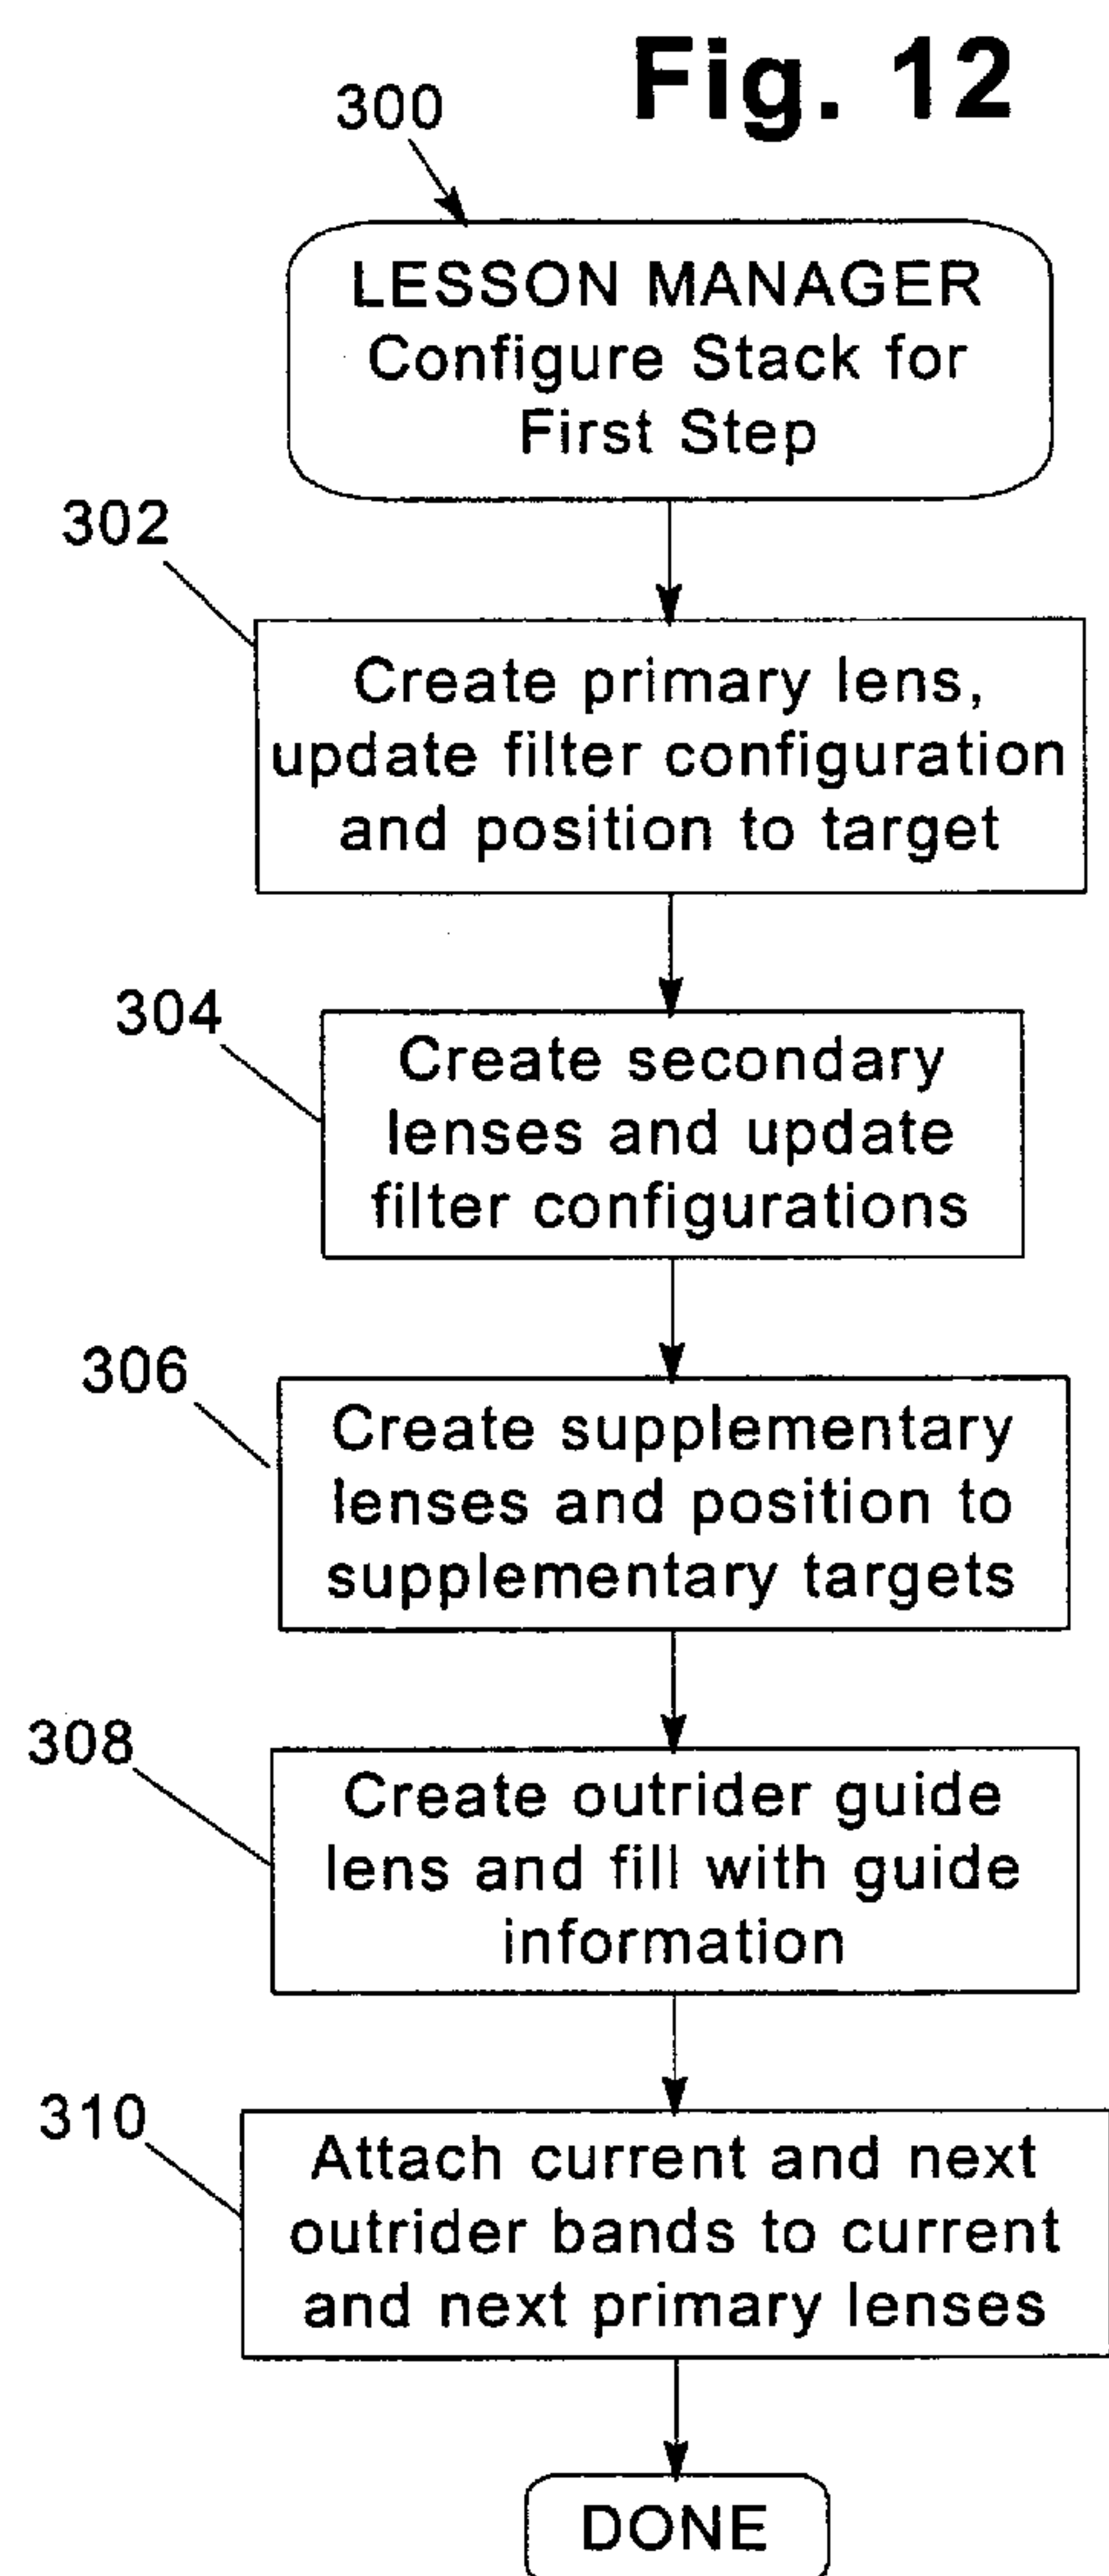 Fig. 12
300
LESSON MANAGER
Configure Stack for
First Step
302
Create primary lens,
update filter configuration
and position to target
304
Create secondary
lenses and update
filter configurations
306
Create supplementary
lenses and position to
supplementary targets
308
Create outrider guide
lens and fill with guide
information
310
Attach current and next
outrider bands to current
and next primary lenses
DONE